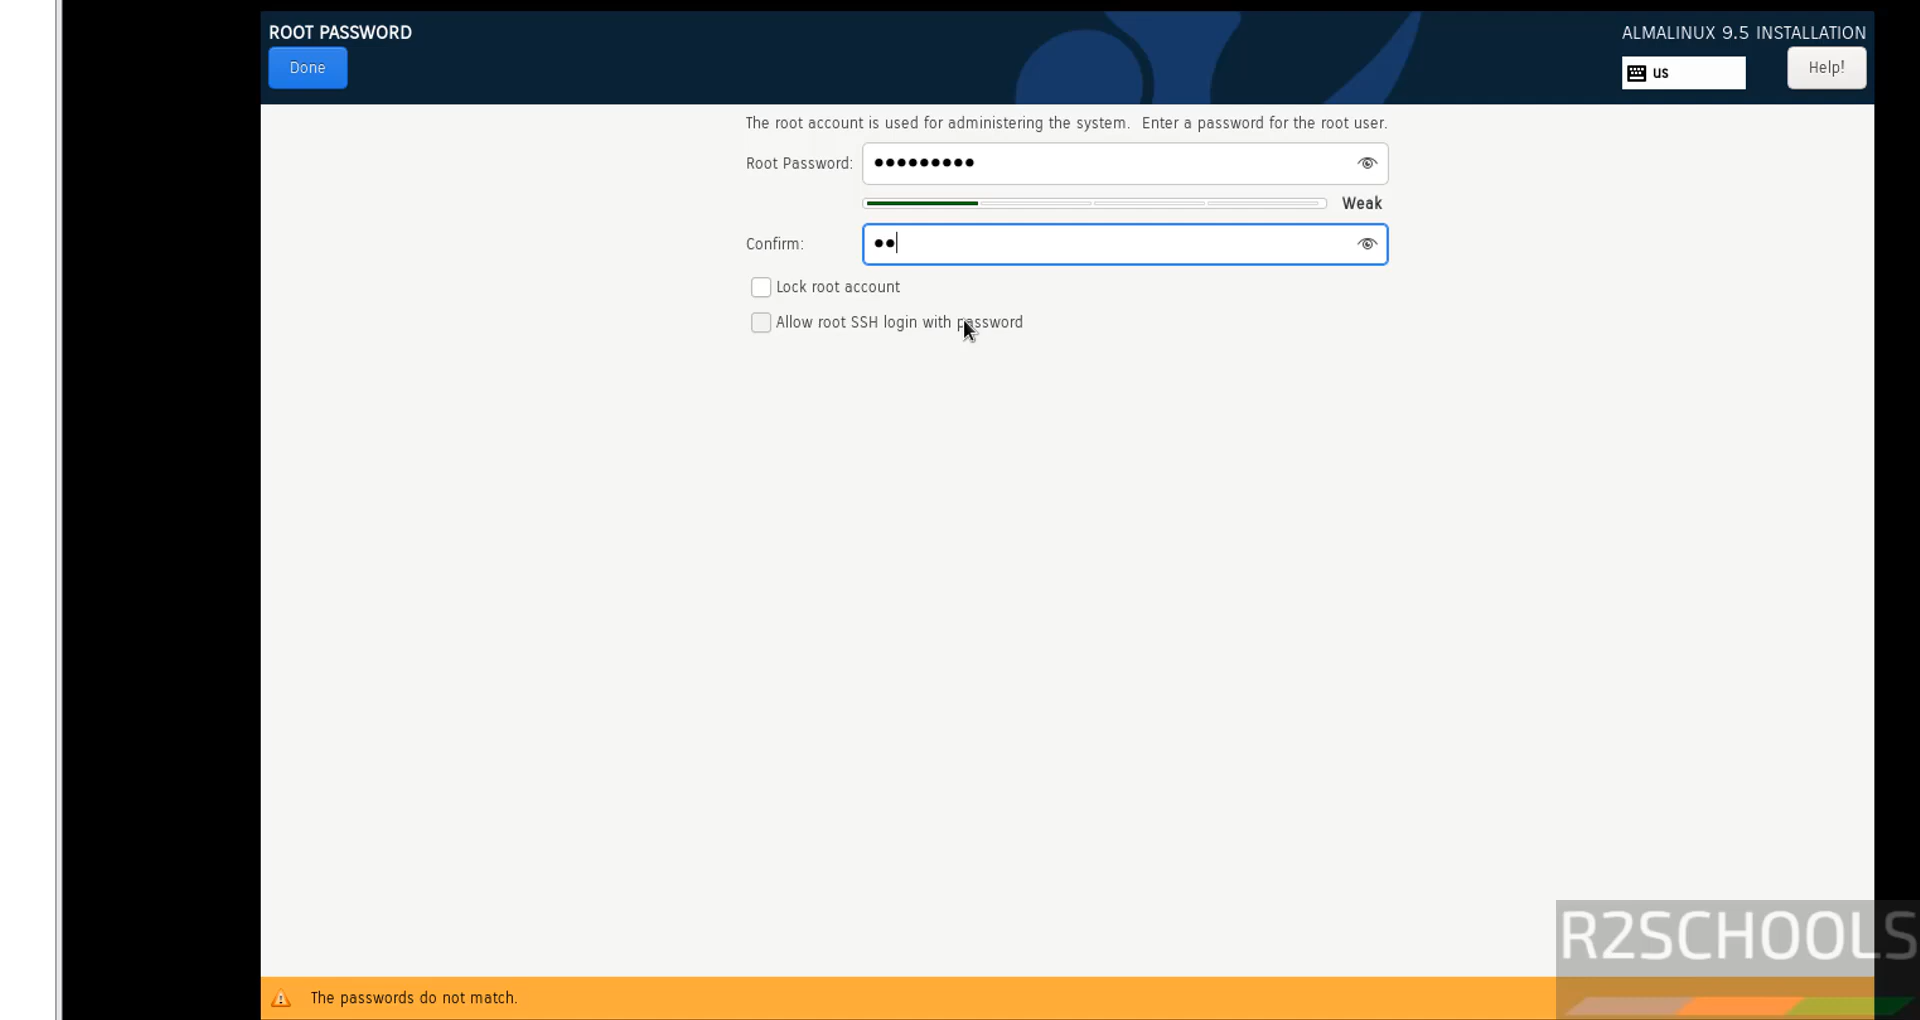 ROOT PASSWORD
ALMALINUX 9.5 INSTALLATION
Done
us
Help!
The root account is used for administering the system. Enter a password for the root user.
Root Password: ●●●●●●●●●
Weak
Confirm: ●●
Lock root account
Allow root SSH login with password
R2SCHOOLS
The passwords do not match.